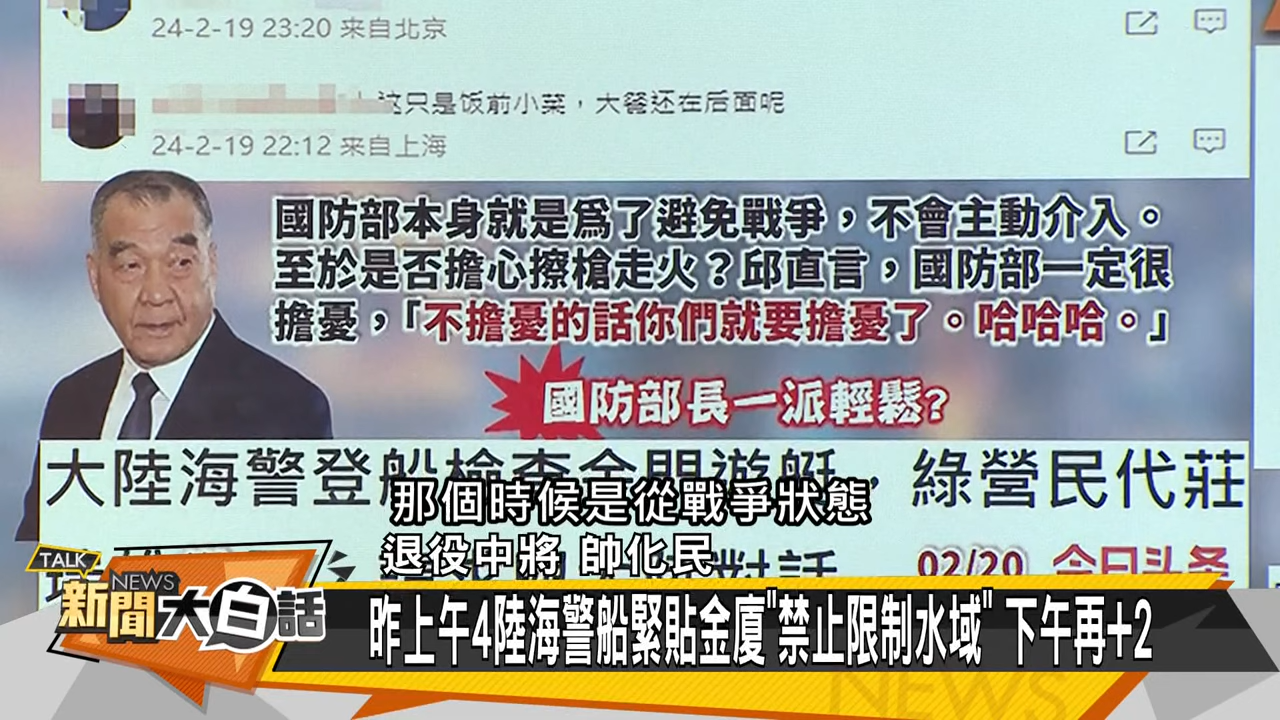 24-2-19 23:20 来自北京
这只是饭前小菜，大餐还在后面呢
24-2-19 22:12 来自上海
國防部本身就是為了避免戰爭，不會主動介入。
至於是否擔心擦槍走火？邱直言，國防部一定很
擔憂，「不擔憂的話你們就要擔憂了。哈哈哈。」
國防部長一派輕鬆？
大陸海警登船檢查金門遊艇，綠營民代莊
那個時候是從戰爭狀態
退役中將 帥化民
對話
02/20 今日头条
TALK
NEWS
新聞大白話
昨上午4陸海警船緊貼金廈"禁止限制水域" 下午再+2
NEWS